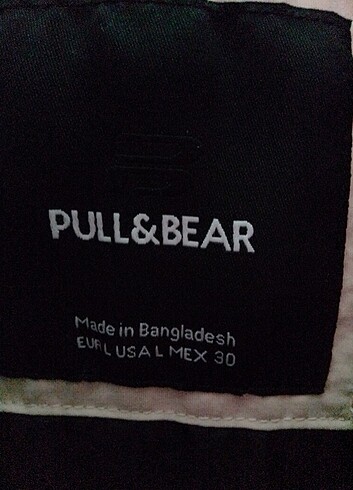 PULL&BEAR
Made in Bangladesh
EUR L USA L MEX 30